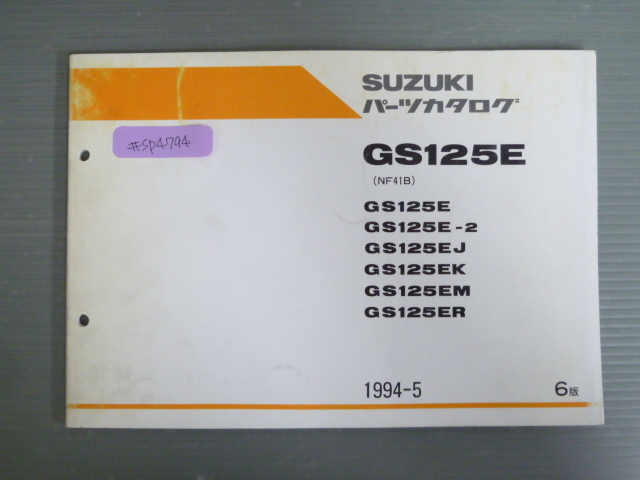 SUZUKI
パーツカタログ
#SP4794
GS125E
(NF41B)
GS125E
GS125E-2
GS125EJ
GS125EK
GS125EM
GS125ER
1994-5
6版